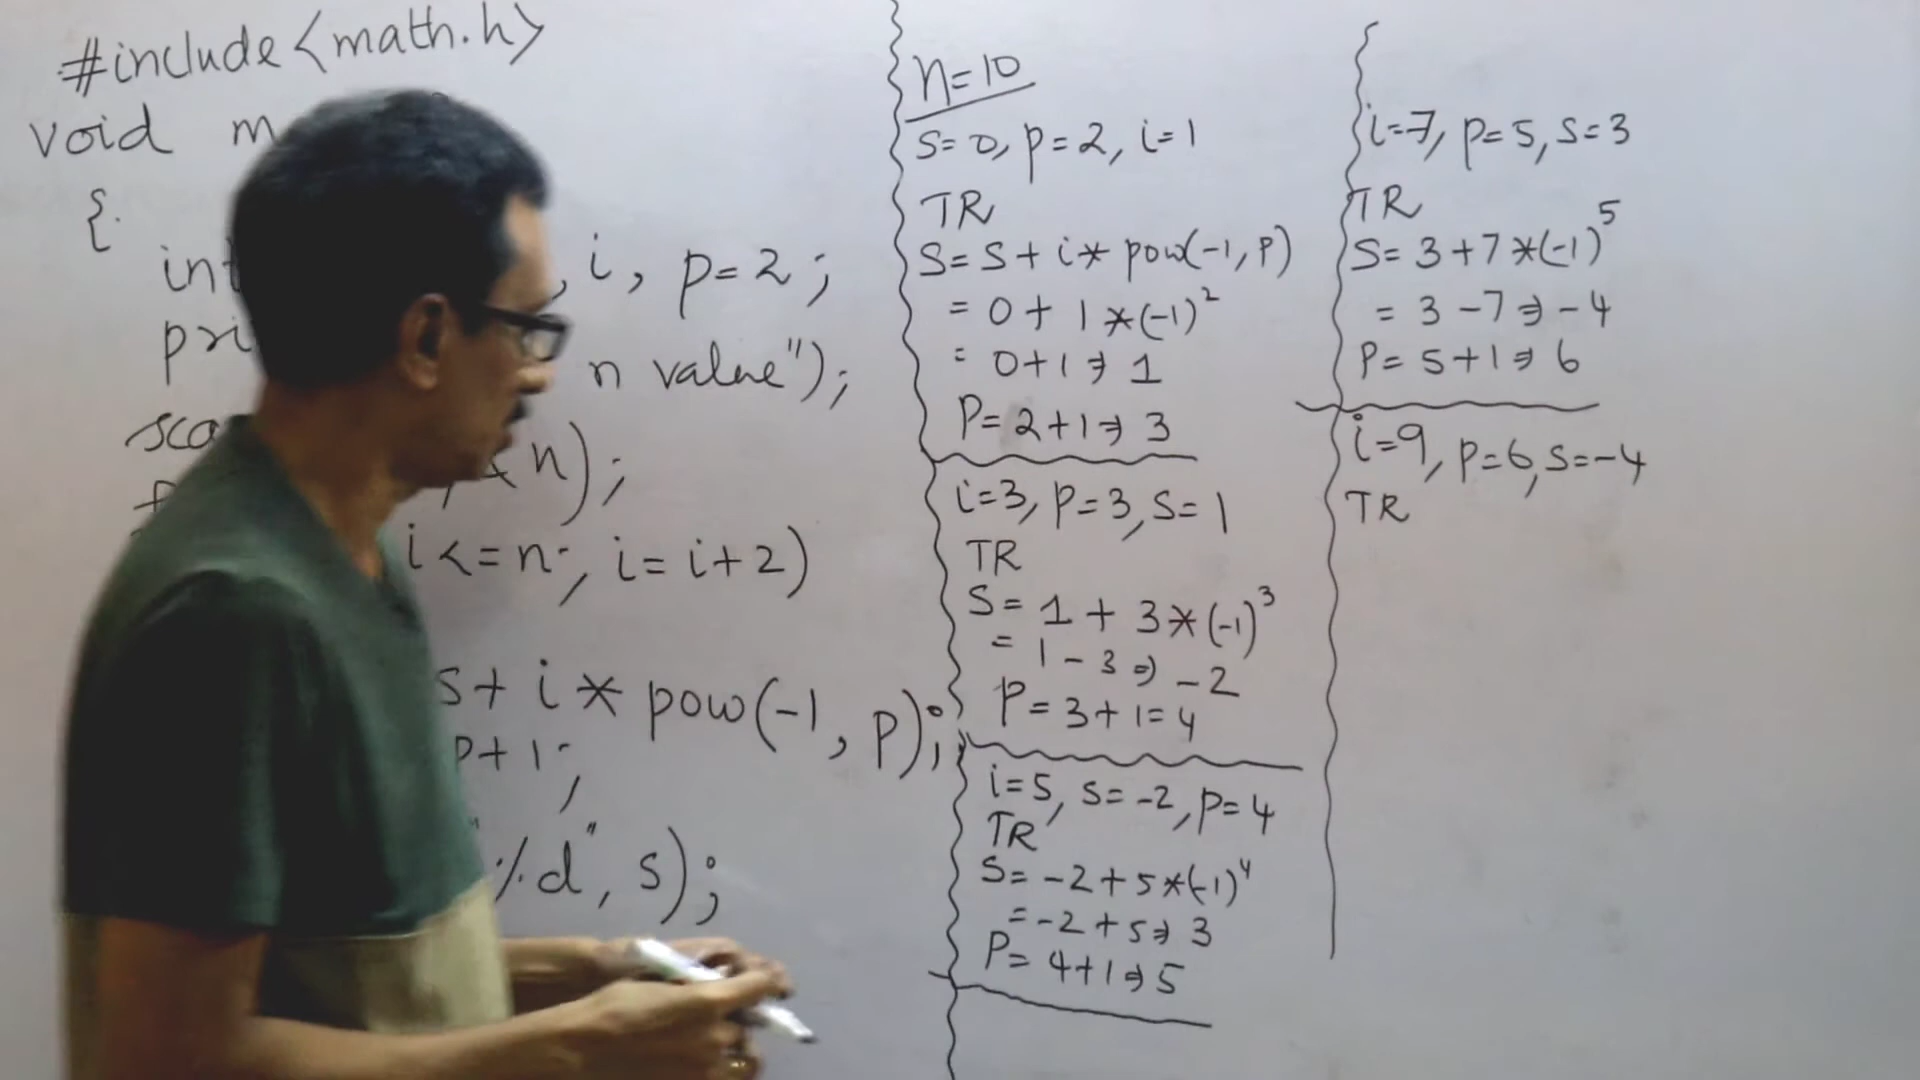 #include<math.h>
void m
{
int , i, p=2;
pri n value");
sca &n);
f
i<=n; i=i+2)
s+i*pow(-1, p);
p+1;
"%d", s);
n=10
s=0, p=2, i=1
TR
S=S+i*pow(-1,p)
=0+1*(-1)²
=0+1⇒1
P=2+1⇒3
i=3, p=3, s=1
TR
S=1+3*(-1)³
=1-3⇒-2
P=3+1=4
i=5, s=-2, p=4
TR
S=-2+5*(-1)⁴
=-2+5⇒3
P=4+1⇒5
i=7, p=5, s=3
TR
S=3+7*(-1)⁵
=3-7⇒-4
P=5+1⇒6
i=9, p=6, s=-4
TR